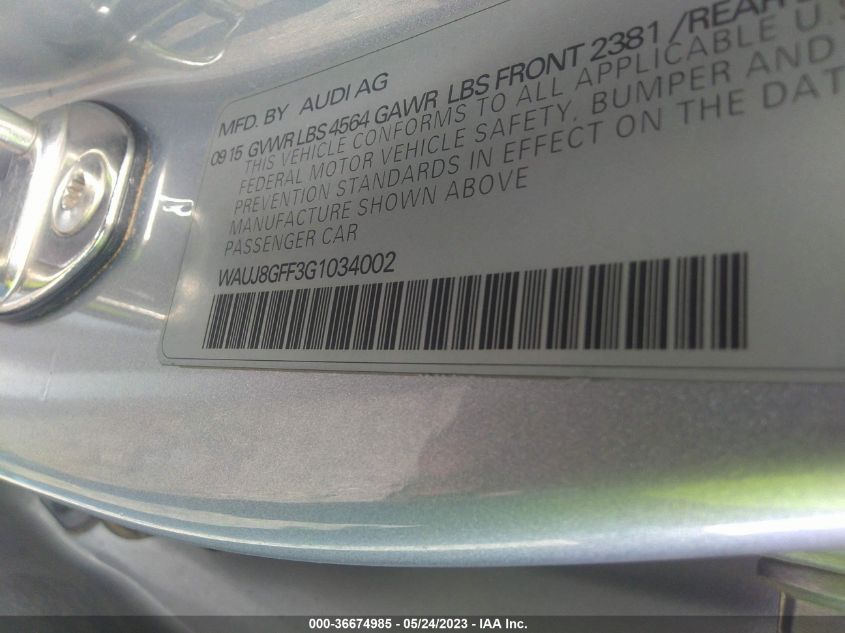 MFD. BY AUDI AG
09 15 GVWR LBS 4564 GAWR LBS FRONT 2381 /REAR
THIS VEHICLE CONFORMS TO ALL APPLICABLE U.S
FEDERAL MOTOR VEHICLE SAFETY, BUMPER AND
PREVENTION STANDARDS IN EFFECT ON THE DAT
MANUFACTURE SHOWN ABOVE
PASSENGER CAR
WAUJ8GFF3G1034002
000-36674985 - 05/24/2023 - IAA Inc.